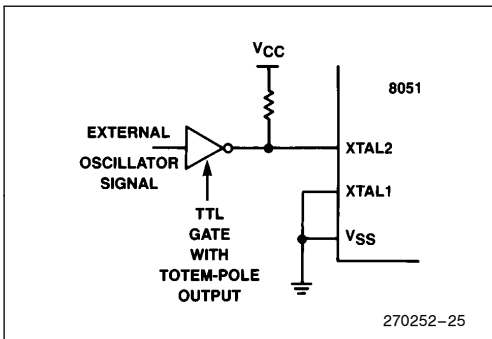 VCC
8051
EXTERNAL
OSCILLATOR
SIGNAL
XTAL2
XTAL1
VSS
TTL
GATE
WITH
TOTEM-POLE
OUTPUT
270252–25